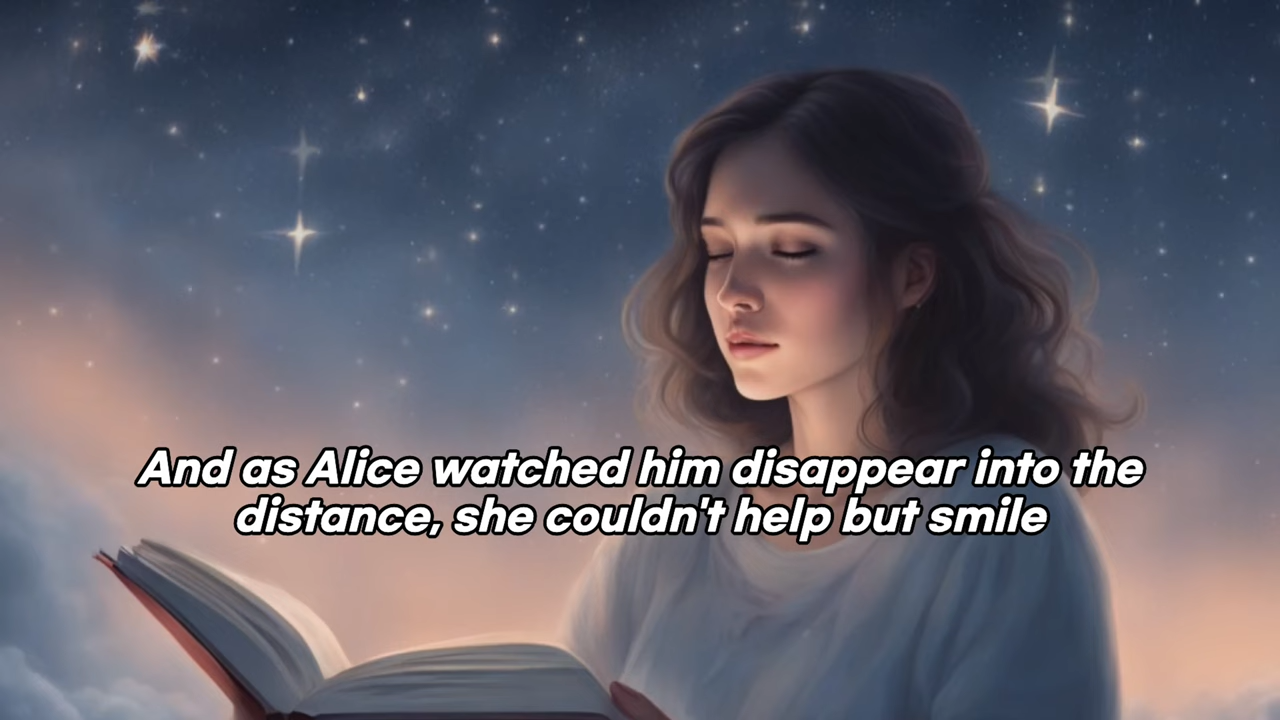 And as Alice watched him disappear into the
distance, she couldn't help but smile